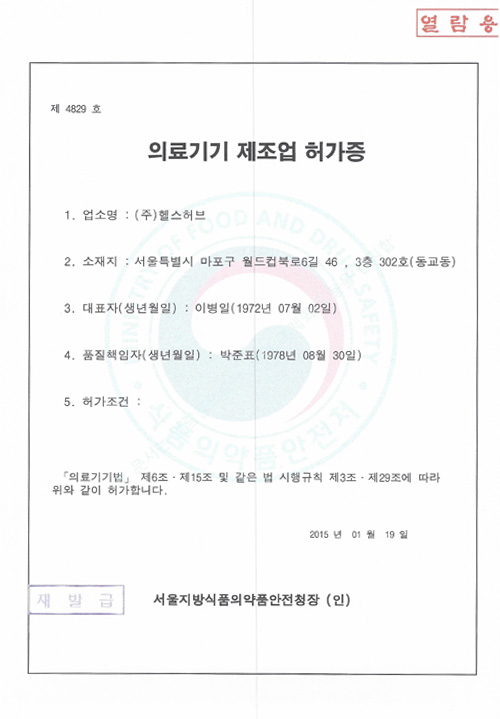 열람용
제 4829 호
의료기기 제조업 허가증
1. 업소명 : (주)헬스허브
2. 소재지 : 서울특별시 마포구 월드컵북로6길 46 , 3층 302호(동교동)
3. 대표자(생년월일) : 이병일(1972년 07월 02일)
4. 품질책임자(생년월일) : 박준표(1978년 08월 30일)
5. 허가조건 :
MINISTRY OF FOOD AND DRUG SAFETY
식품의약품안전처
「의료기기법」 제6조·제15조 및 같은 법 시행규칙 제3조·제29조에 따라
위와 같이 허가합니다.
2015 년 01 월 19 일
재발급
서울지방식품의약품안전청장 (인)